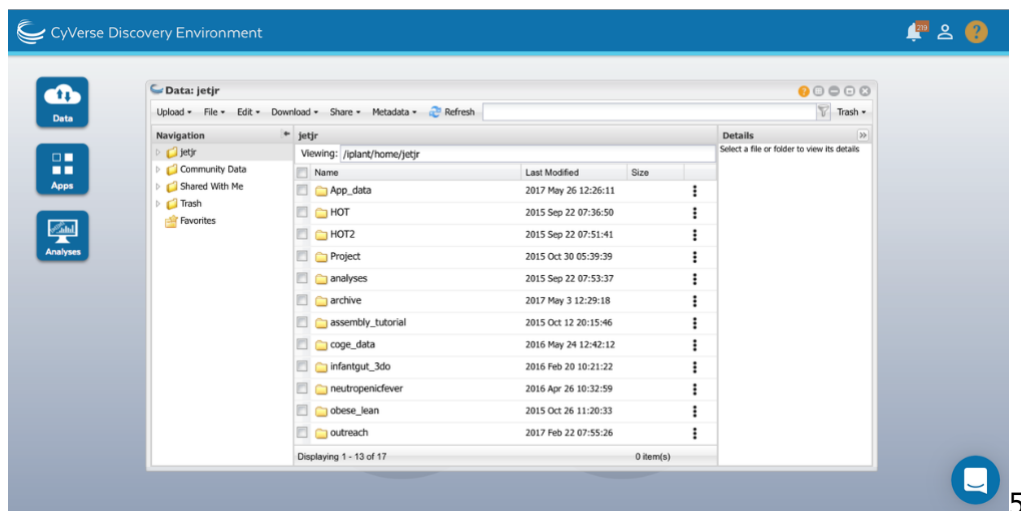 CyVerse Discovery Environment
219
?
Data
Apps
Analyses
Data: jetjr
?
Upload File Edit Download Share Metadata Refresh Trash
Navigation
jetjr
Community Data
Shared With Me
Trash
Favorites
jetjr
Viewing: /iplant/home/jetjr
Name Last Modified Size
App_data 2017 May 26 12:26:11
HOT 2015 Sep 22 07:36:50
HOT2 2015 Sep 22 07:51:41
Project 2015 Oct 30 05:39:39
analyses 2015 Sep 22 07:53:37
archive 2017 May 3 12:29:18
assembly_tutorial 2015 Oct 12 20:15:46
coge_data 2016 May 24 12:42:12
infantgut_3do 2016 Feb 20 10:21:22
neutropenicfever 2016 Apr 26 10:32:59
obese_lean 2015 Oct 26 11:20:33
outreach 2017 Feb 22 07:55:26
Displaying 1 - 13 of 17 0 item(s)
Details
Select a file or folder to view its details
5